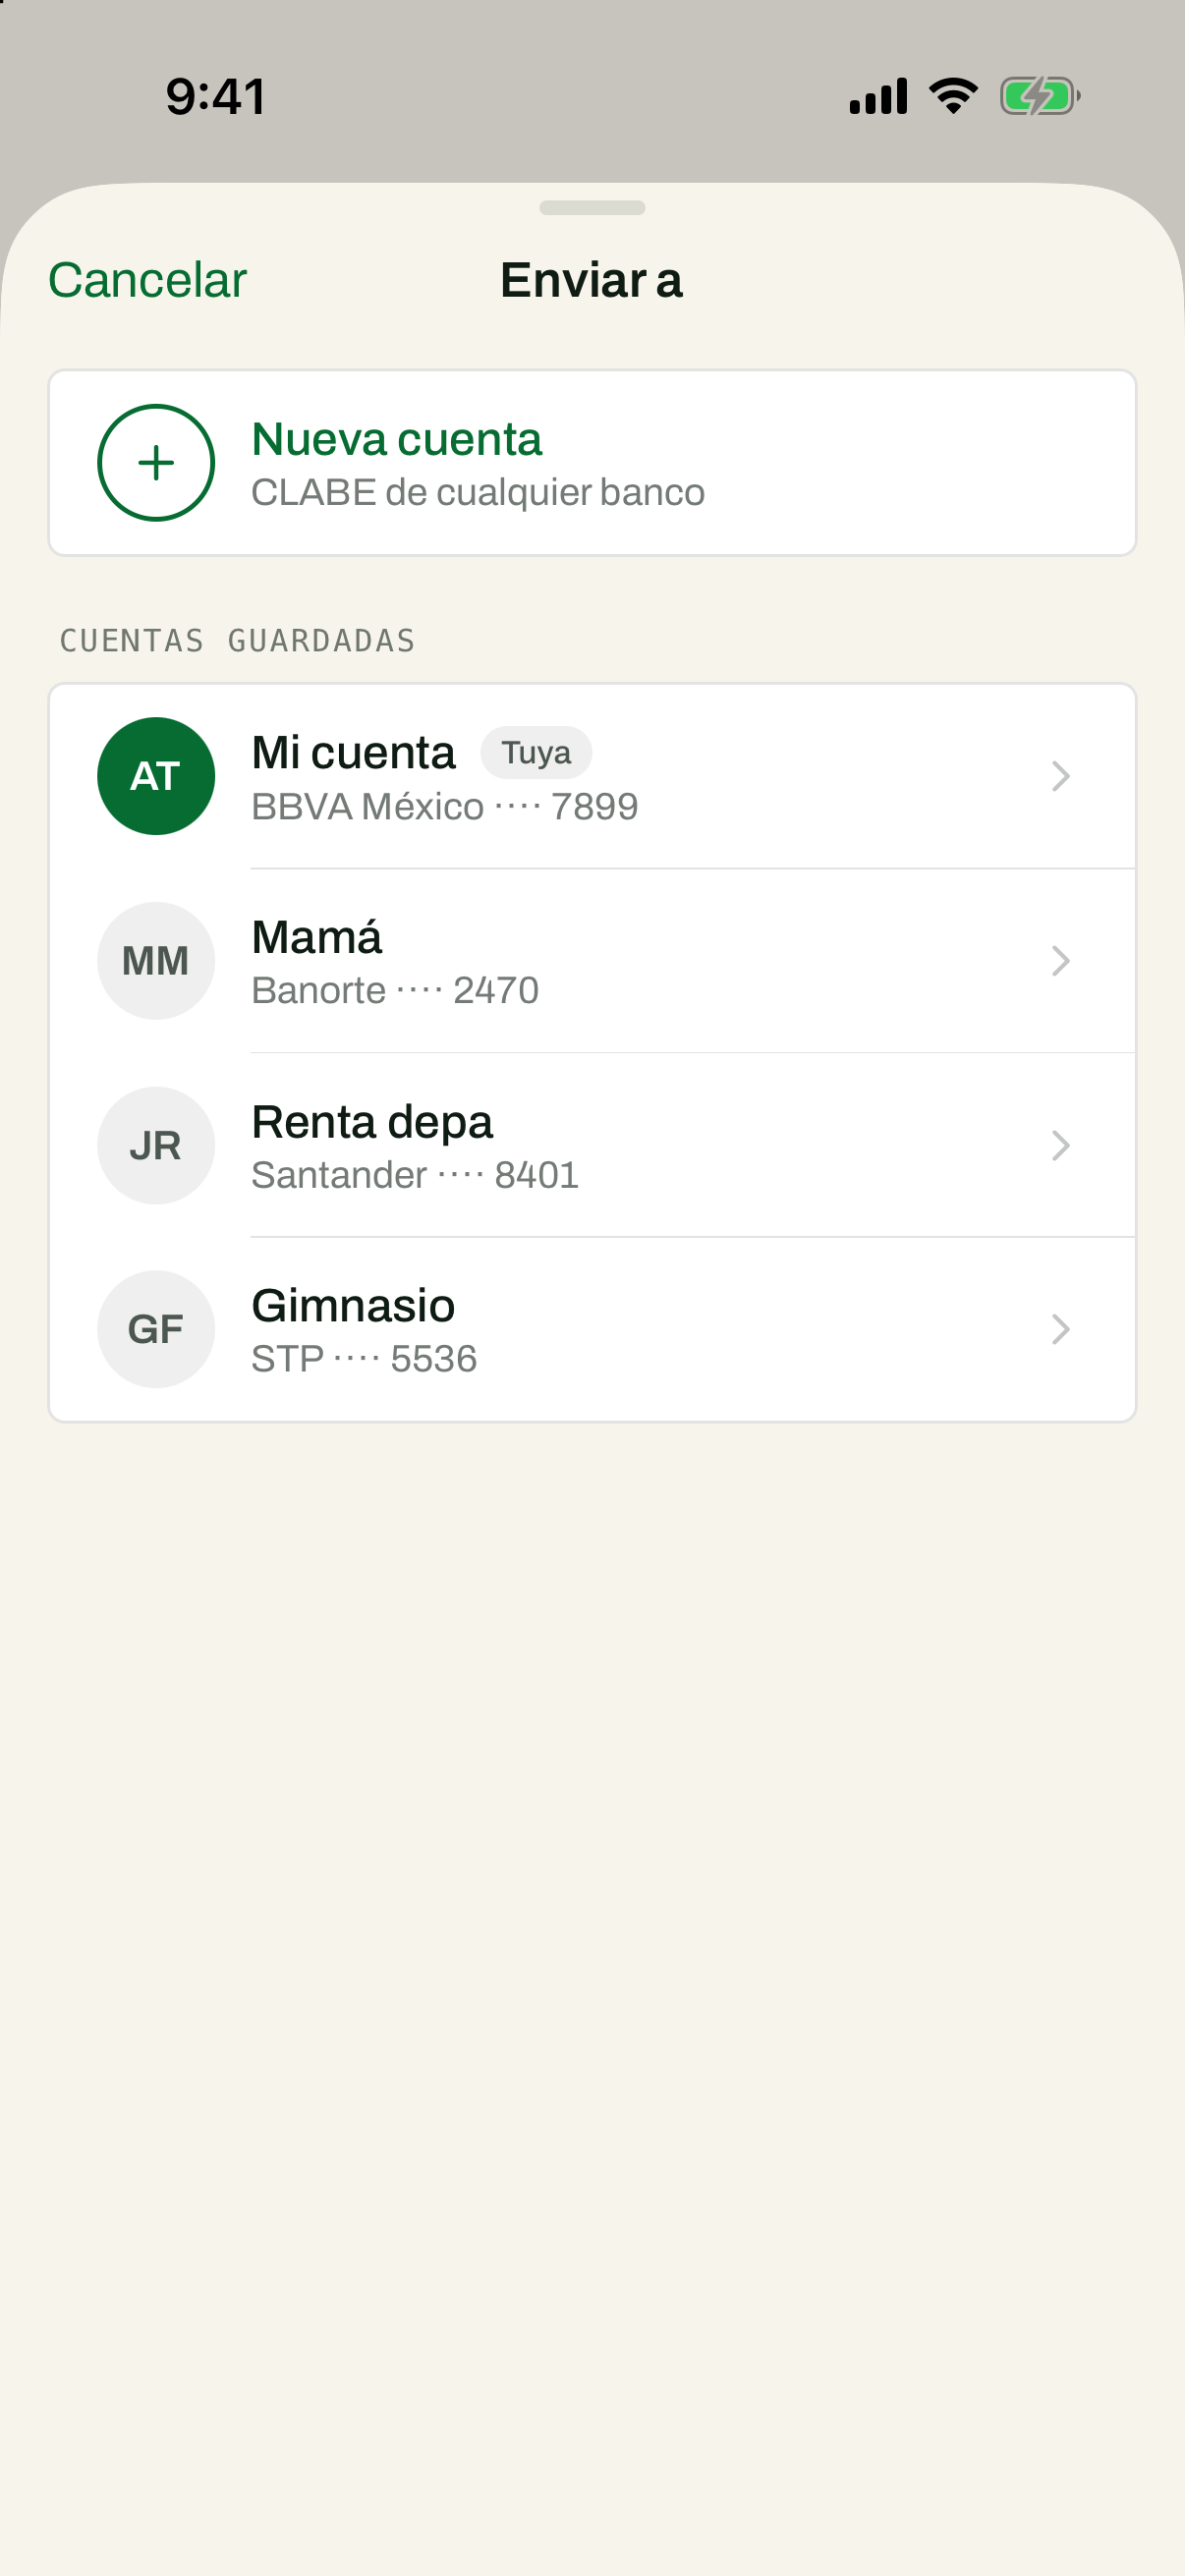 9:41
Cancelar
Enviar a
Nueva cuenta
CLABE de cualquier banco
CUENTAS GUARDADAS
AT
Mi cuenta
Tuya
BBVA México ···· 7899
MM
Mamá
Banorte ···· 2470
JR
Renta depa
Santander ···· 8401
GF
Gimnasio
STP ···· 5536